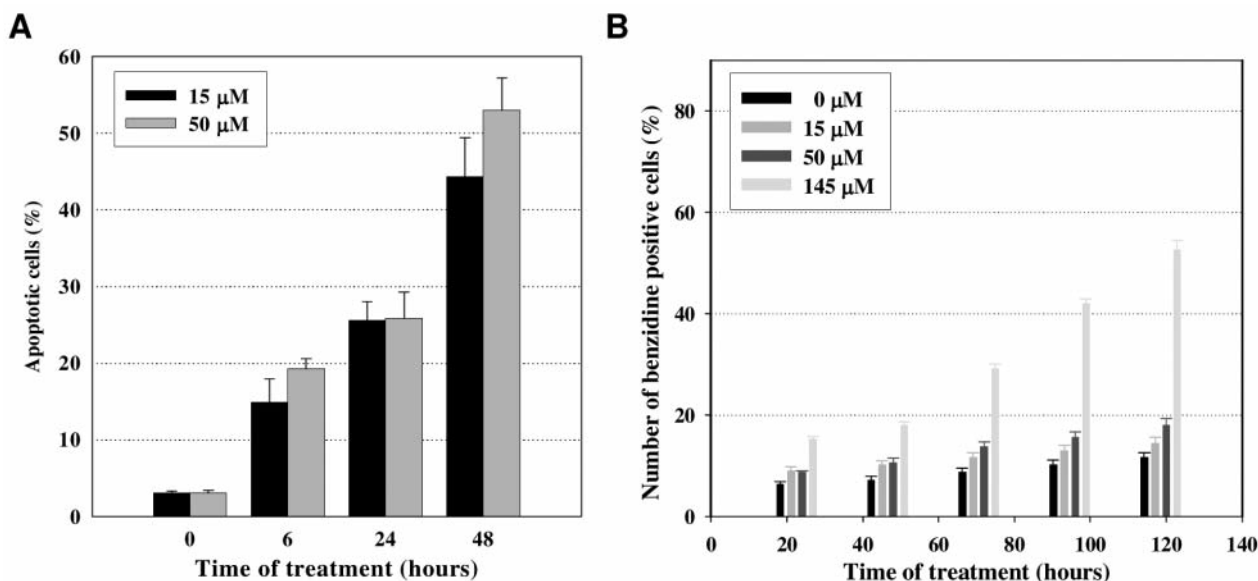 A
60
50
40
30
20
10
0
Apoptotic cells (%)
15 μM
50 μM
0 6 24 48
Time of treatment (hours)
B
80
60
40
20
0
Number of benzidine positive cells (%)
0 μM
15 μM
50 μM
145 μM
0 20 40 60 80 100 120 140
Time of treatment (hours)